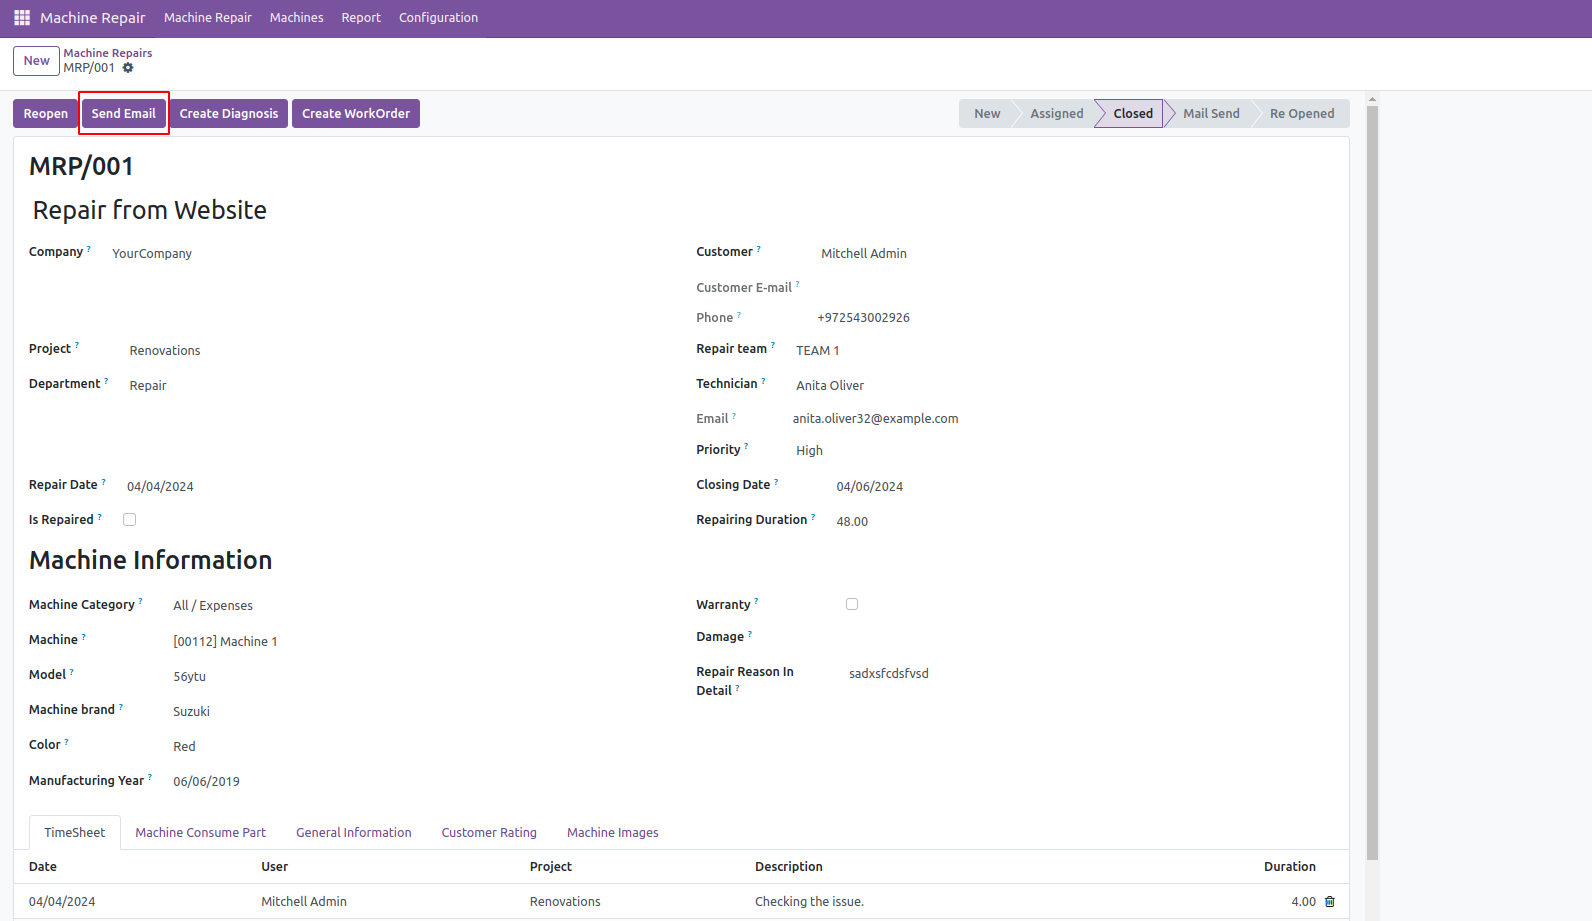 Machine Repair Machine Repair Machines Report Configuration
New Machine Repairs
MRP/001
Reopen Send Email Create Diagnosis Create WorkOrder New Assigned Closed Mail Send Re Opened
MRP/001
Repair from Website
Company ? YourCompany Customer ? Mitchell Admin
Customer E-mail ?
Phone ? +972543002926
Project ? Renovations Repair team ? TEAM 1
Department ? Repair Technician ? Anita Oliver
Email ? anita.oliver32@example.com
Priority ? High
Repair Date ? 04/04/2024 Closing Date ? 04/06/2024
Is Repaired ? Repairing Duration ? 48.00
Machine Information
Machine Category ? All / Expenses Warranty ?
Machine ? [00112] Machine 1 Damage ?
Model ? 56ytu Repair Reason In
Detail ? sadxsfcdsfvsd
Machine brand ? Suzuki
Color ? Red
Manufacturing Year ? 06/06/2019
TimeSheet Machine Consume Part General Information Customer Rating Machine Images
Date User Project Description Duration
04/04/2024 Mitchell Admin Renovations Checking the issue. 4.00